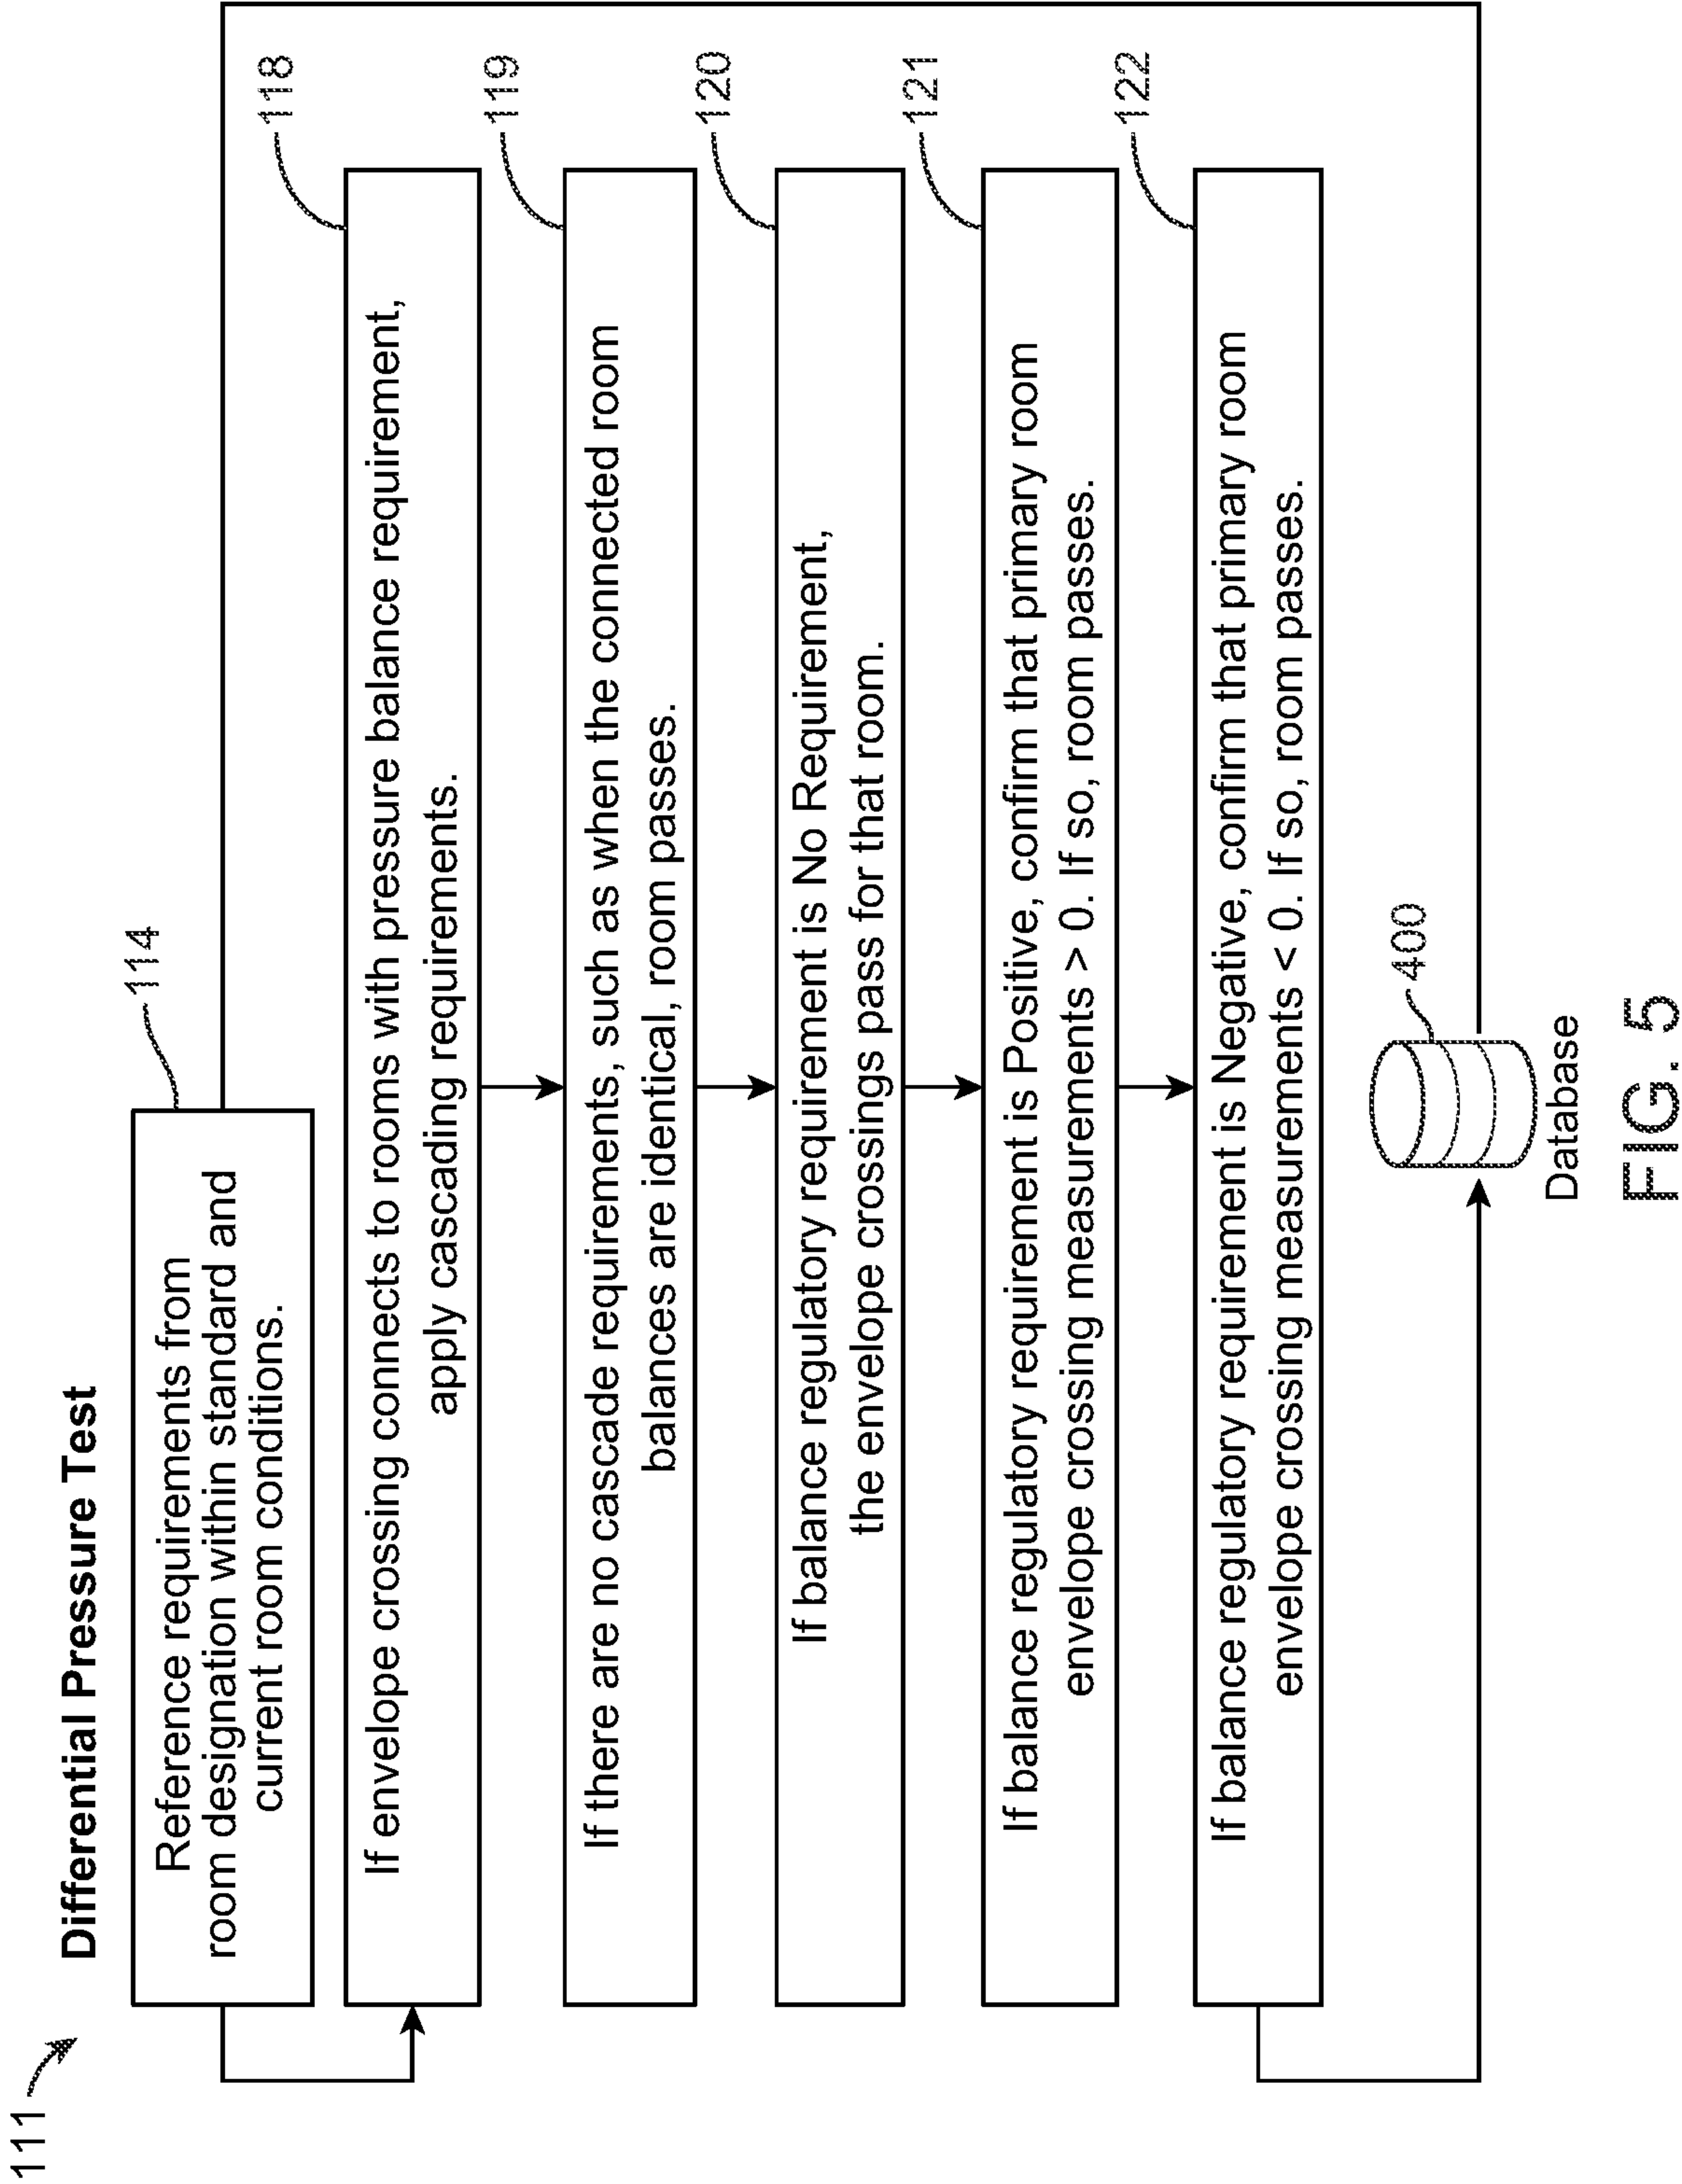 111
Differential Pressure Test
114
Reference requirements from
room designation within standard and
current room conditions.
118
If envelope crossing connects to rooms with pressure balance requirement,
apply cascading requirements.
119
If there are no cascade requirements, such as when the connected room
balances are identical, room passes.
120
If balance regulatory requirement is No Requirement,
the envelope crossings pass for that room.
121
If balance regulatory requirement is Positive, confirm that primary room
envelope crossing measurements > 0. If so, room passes.
122
If balance regulatory requirement is Negative, confirm that primary room
envelope crossing measurements < 0. If so, room passes.
400
Database
FIG. 5